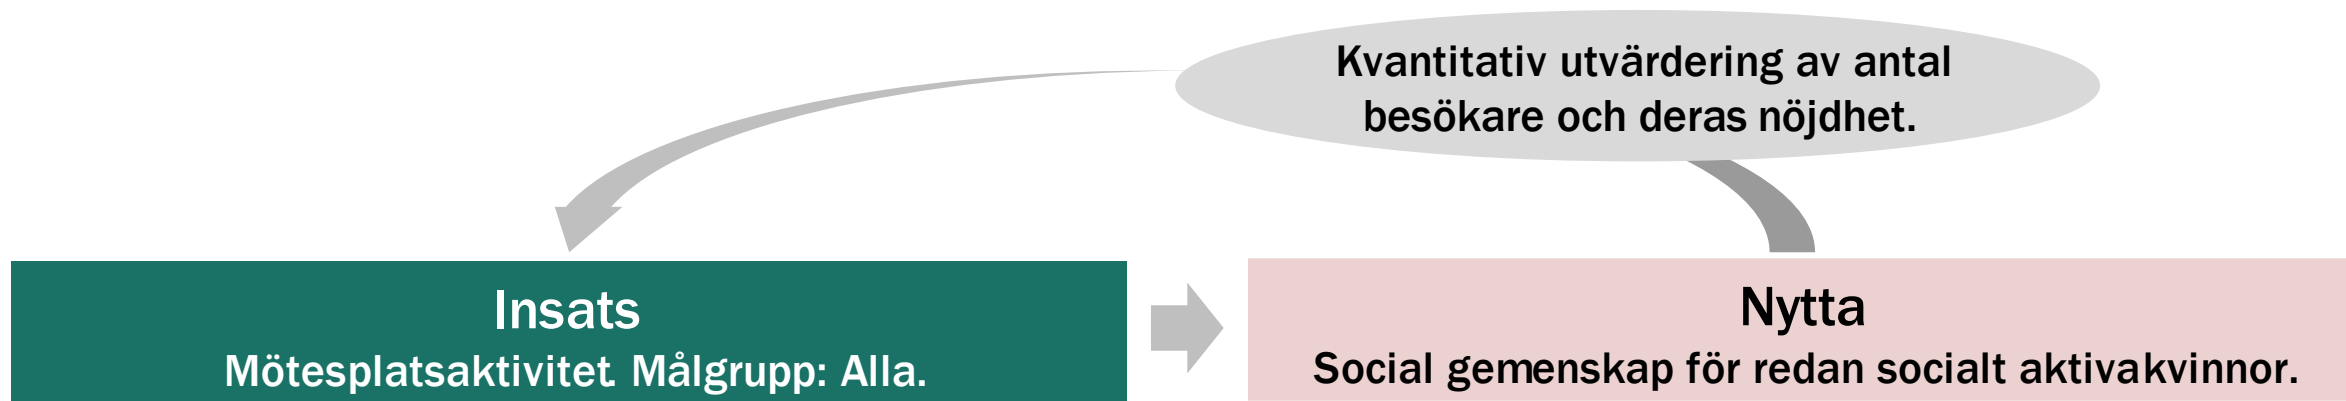 Kvantitativ utvärdering av antal
besökare och deras nöjdhet.
Insats
Mötesplatsaktivitet. Målgrupp: Alla.
Nytta
Social gemenskap för redan socialt aktivakvinnor.